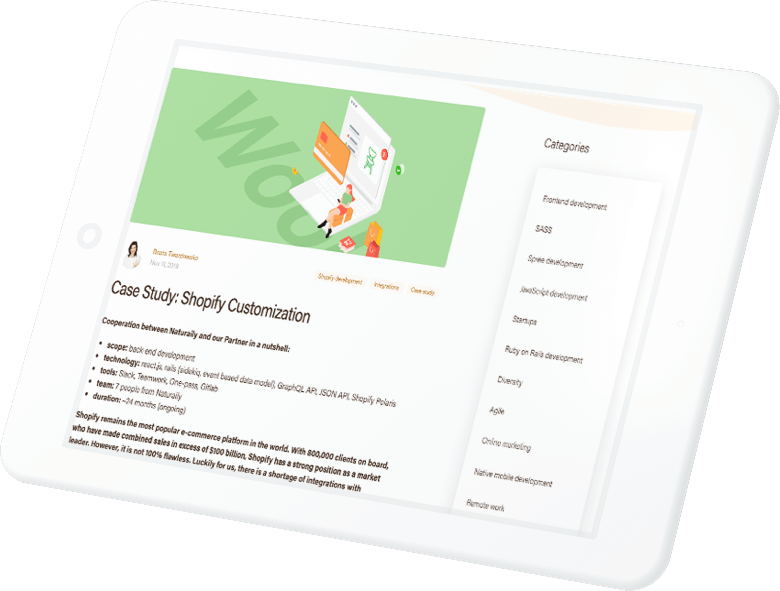 Woo
Categories
Frontend development
SASS
Spree development
JavaScript development
Startups
Ruby on Rails development
Diversity
Agile
Online marketing
Native mobile development
Remote work
Nov 19, 2018
Shopify development
Integrations
Case study
Case Study: Shopify Customization
Cooperation between Naturaily and our Partner in a nutshell:
• scope: back end development
• technology: react.js, rails (sidekiq, event based data model), GraphQL API, JSON API, Shopify Polaris
• tools: Slack, Teamwork, One-pass, Gitlab
• team: 7 people from Naturaily
• duration: ~24 months (ongoing)
Shopify remains the most popular e-commerce platform in the world. With 800,000 clients on board,
who have made combined sales in excess of $100 billion, Shopify has a strong position as a market
leader. However, it is not 100% flawless. Luckily for us, there is a shortage of integrations with